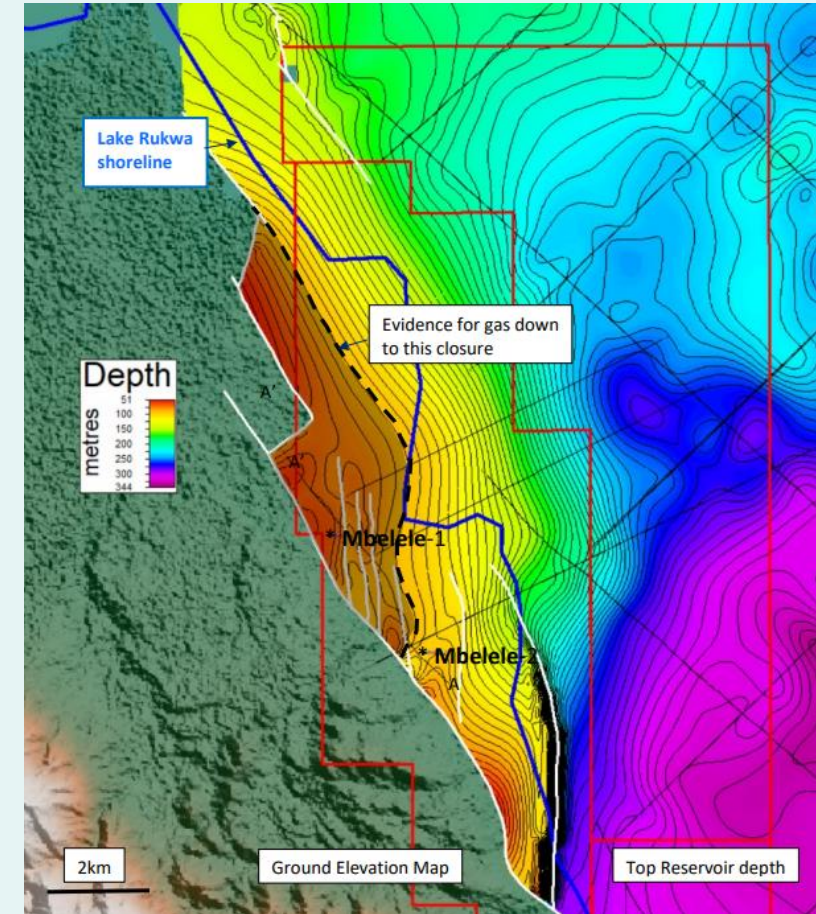 Lake Rukwa
shoreline
Evidence for gas down
to this closure
Depth
metres
51
100
150
200
250
300
344
A'
A'
* Mbelele-1
* Mbelele-2
A
2km
Ground Elevation Map
Top Reservoir depth